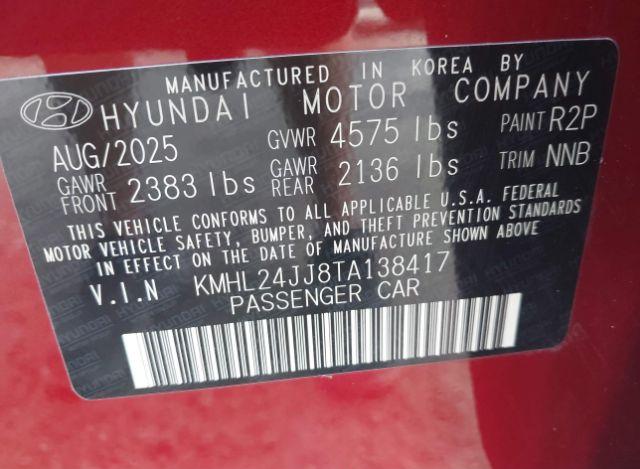 MANUFACTURED IN KOREA BY
HYUNDAI MOTOR COMPANY
AUG/2025 GVWR 4575 lbs PAINT R2P
GAWR FRONT 2383 lbs GAWR REAR 2136 lbs TRIM NNB
THIS VEHICLE CONFORMS TO ALL APPLICABLE U.S.A. FEDERAL
MOTOR VEHICLE SAFETY, BUMPER, AND THEFT PREVENTION STANDARDS
IN EFFECT ON THE DATE OF MANUFACTURE SHOWN ABOVE
V.I.N KMHL24JJ8TA138417
PASSENGER CAR